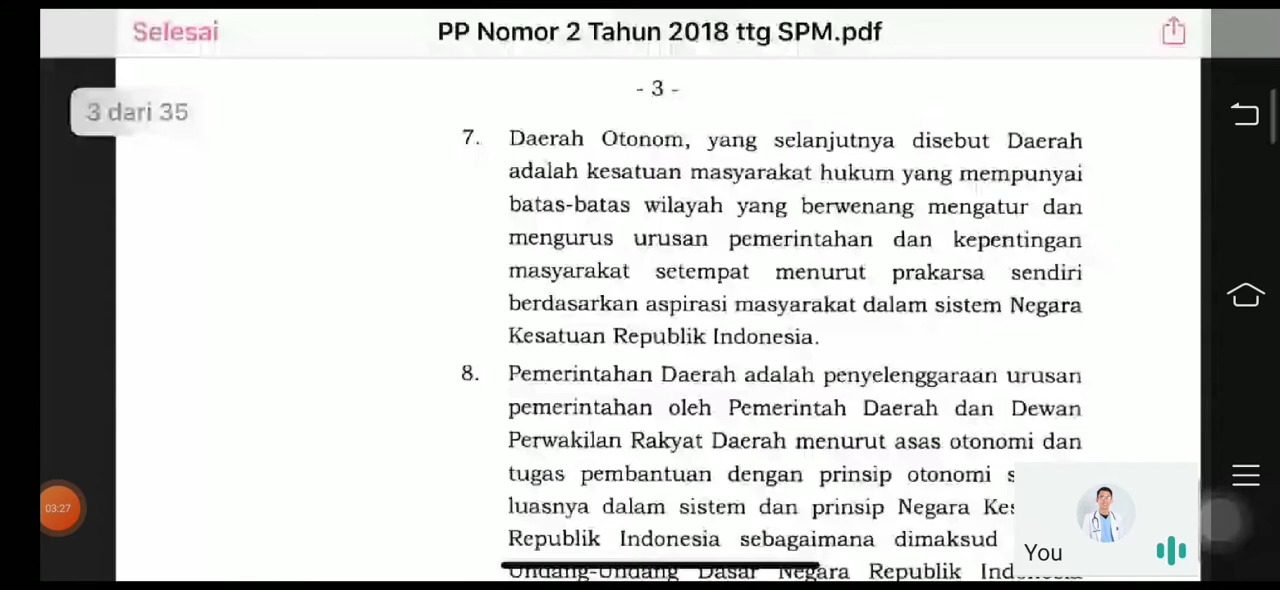 Selesai
PP Nomor 2 Tahun 2018 ttg SPM.pdf
- 3 -
3 dari 35
7. Daerah Otonom, yang selanjutnya disebut Daerah
adalah kesatuan masyarakat hukum yang mempunyai
batas-batas wilayah yang berwenang mengatur dan
mengurus urusan pemerintahan dan kepentingan
masyarakat setempat menurut prakarsa sendiri
berdasarkan aspirasi masyarakat dalam sistem Negara
Kesatuan Republik Indonesia.
8. Pemerintahan Daerah adalah penyelenggaraan urusan
pemerintahan oleh Pemerintah Daerah dan Dewan
Perwakilan Rakyat Daerah menurut asas otonomi dan
tugas pembantuan dengan prinsip otonomi s
luasnya dalam sistem dan prinsip Negara Kes
Republik Indonesia sebagaimana dimaksud
Undang-Undang Dasar Negara Republik Indonesia
03:27
You